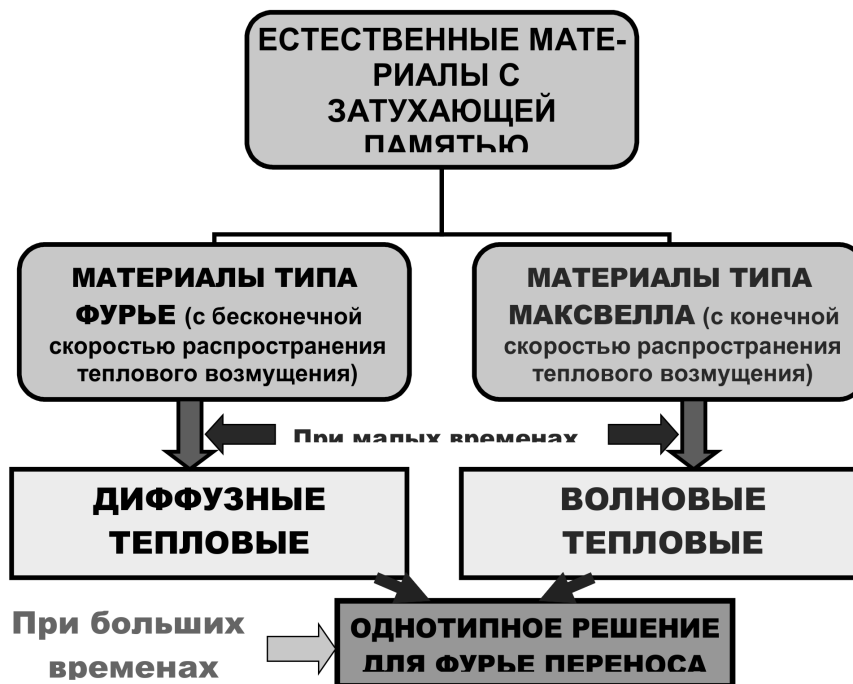 ЕСТЕСТВЕННЫЕ МАТЕ-
РИАЛЫ С
ЗАТУХАЮЩЕЙ
ПАМЯТЬЮ
МАТЕРИАЛЫ ТИПА
ФУРЬЕ (с бесконечной
скоростью распространения
теплового возмущения)
МАТЕРИАЛЫ ТИПА
МАКСВЕЛЛА (с конечной
скоростью распространения
теплового возмущения)
При малых временах
ДИФФУЗНЫЕ
ТЕПЛОВЫЕ
ВОЛНОВЫЕ
ТЕПЛОВЫЕ
При больших
временах
ОДНОТИПНОЕ РЕШЕНИЕ
ДЛЯ ФУРЬЕ ПЕРЕНОСА